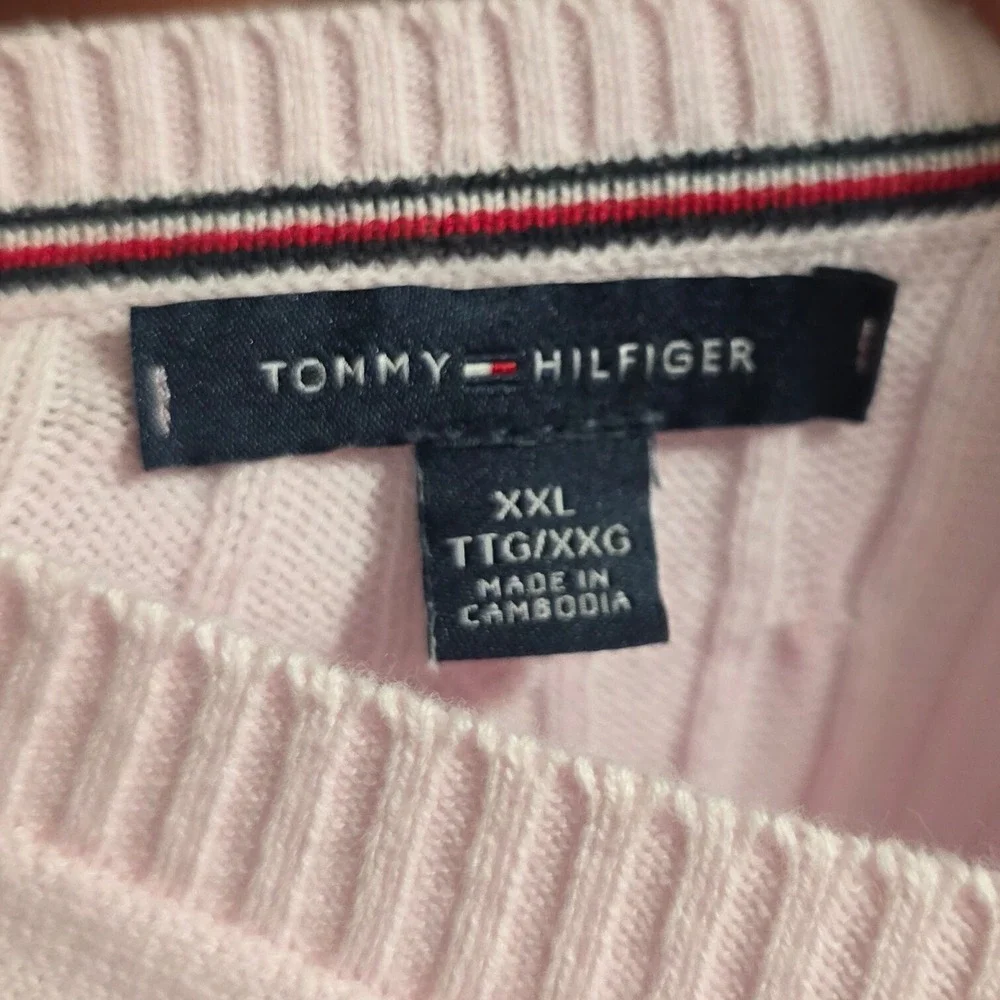 TOMMY HILFIGER
XXL
TTG/XXG
MADE IN
CAMBODIA